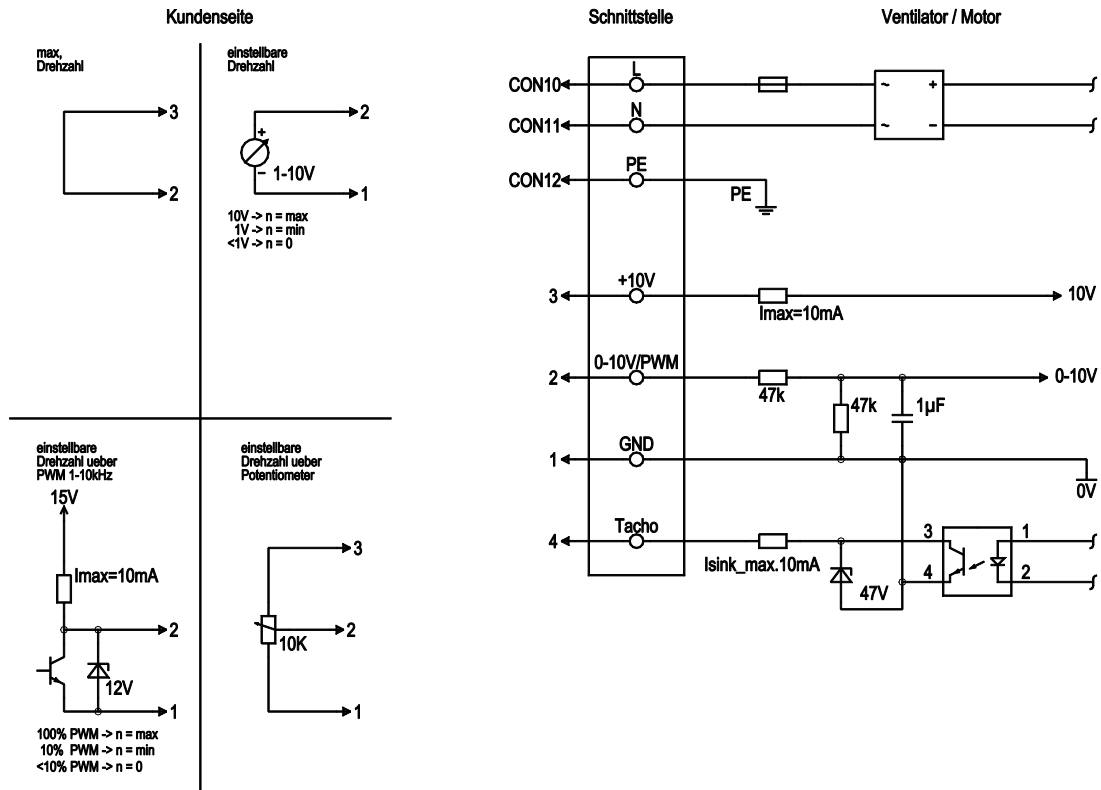 Kundenseite
max,
Drehzahl
3
2
einstellbare
Drehzahl
2
+
– 1-10V
1
10V -> n = max
1V -> n = min
<1V -> n = 0
einstellbare
Drehzahl ueber
PWM 1-10kHz
15V
Imax=10mA
2
12V
1
100% PWM -> n = max
10% PWM -> n = min
<10% PWM -> n = 0
einstellbare
Drehzahl ueber
Potentiometer
3
2
10K
1
Schnittstelle
Ventilator / Motor
CON10 L ~ +
CON11 N ~ –
CON12 PE PE
3 +10V Imax=10mA 10V
2 0-10V/PWM 47k 0-10V
47k 1µF
1 GND 0V
4 Tacho Isink_max.10mA 3 1
47V 4 2